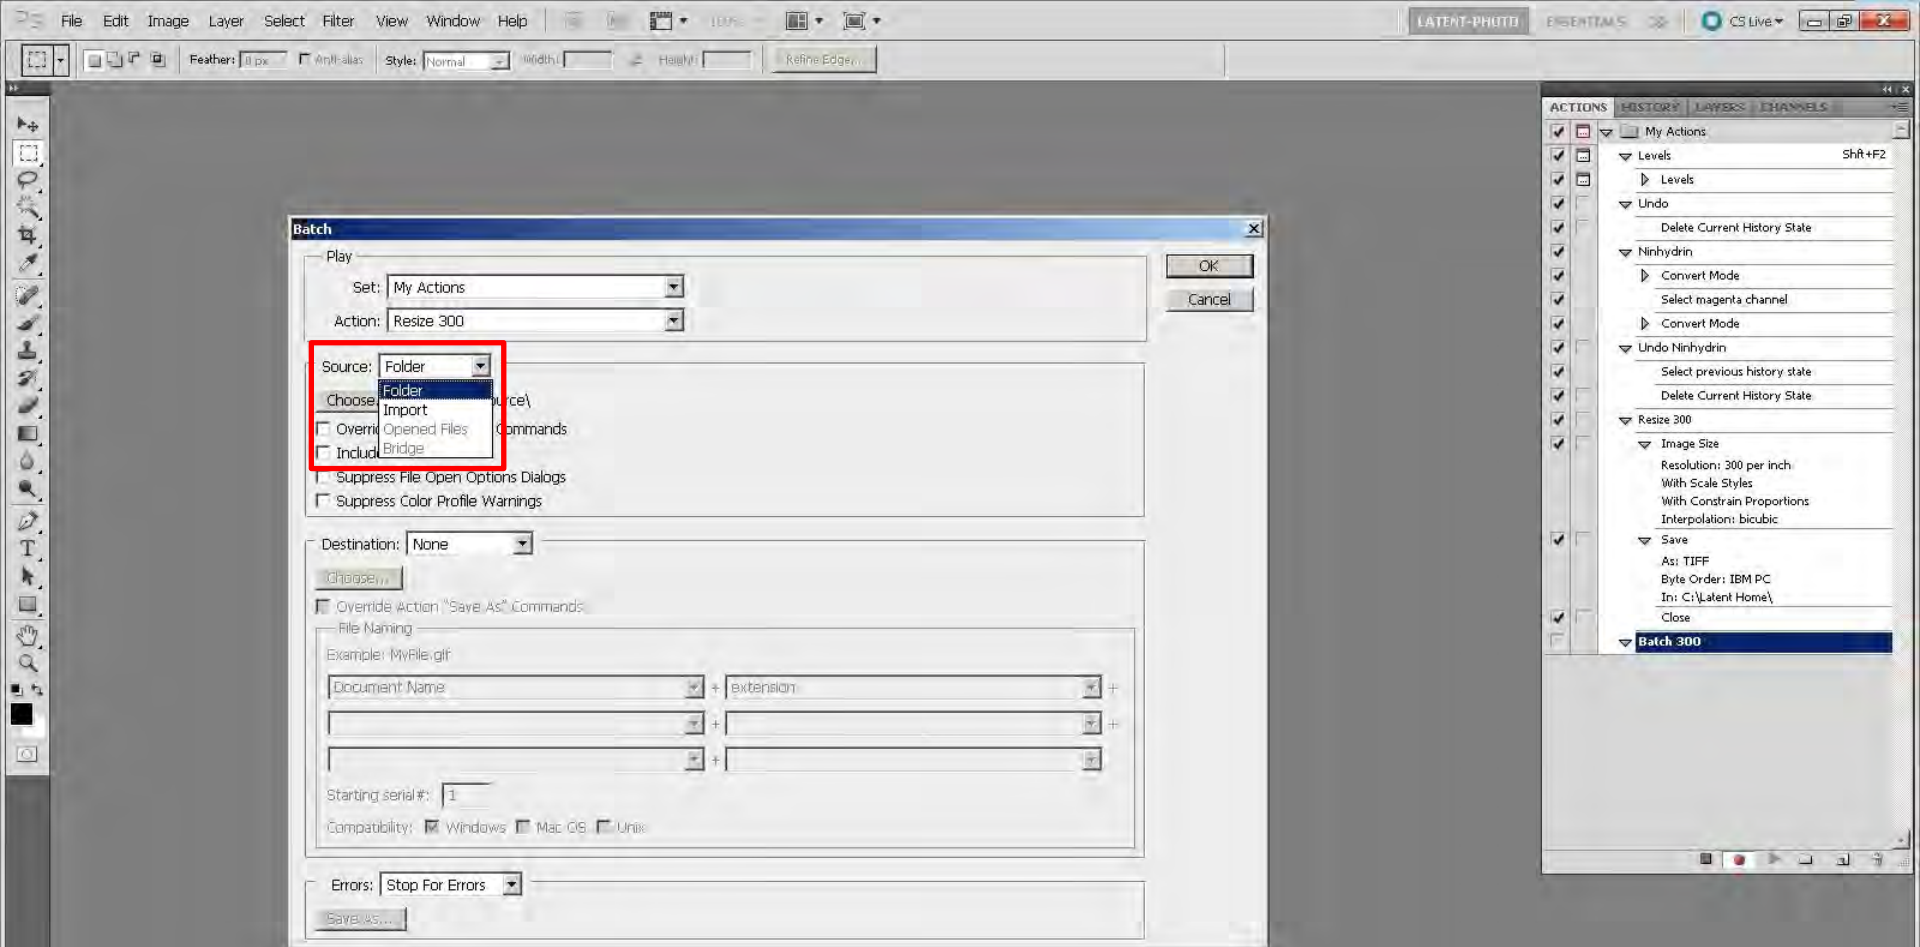 File Edit Image Layer Select Filter View Window Help 100% LATENT-PHOTO ESSENTIALS CS Live
Feather: 0 px Anti-alias Style: Normal Width: Height: Refine Edge...
ACTIONS HISTORY LAYERS CHANNELS
My Actions
Levels Shft+F2
Levels
Undo
Delete Current History State
Ninhydrin
Convert Mode
Select magenta channel
Convert Mode
Undo Ninhydrin
Select previous history state
Delete Current History State
Resize 300
Image Size
Resolution: 300 per inch
With Scale Styles
With Constrain Proportions
Interpolation: bicubic
Save
As: TIFF
Byte Order: IBM PC
In: C:\Latent Home\
Close
Batch 300
Batch
Play
Set: My Actions
Action: Resize 300
OK
Cancel
Source: Folder
Folder
Import
Opened Files
Bridge
Choose
Commands
Suppress File Open Options Dialogs
Suppress Color Profile Warnings
Destination: None
Choose...
Override Action "Save As" Commands
File Naming
Example: MyFile.gif
Document Name + extension +
+ +
+
Starting serial#: 1
Compatibility: Windows Mac OS Unix
Errors: Stop For Errors
Save As...
T